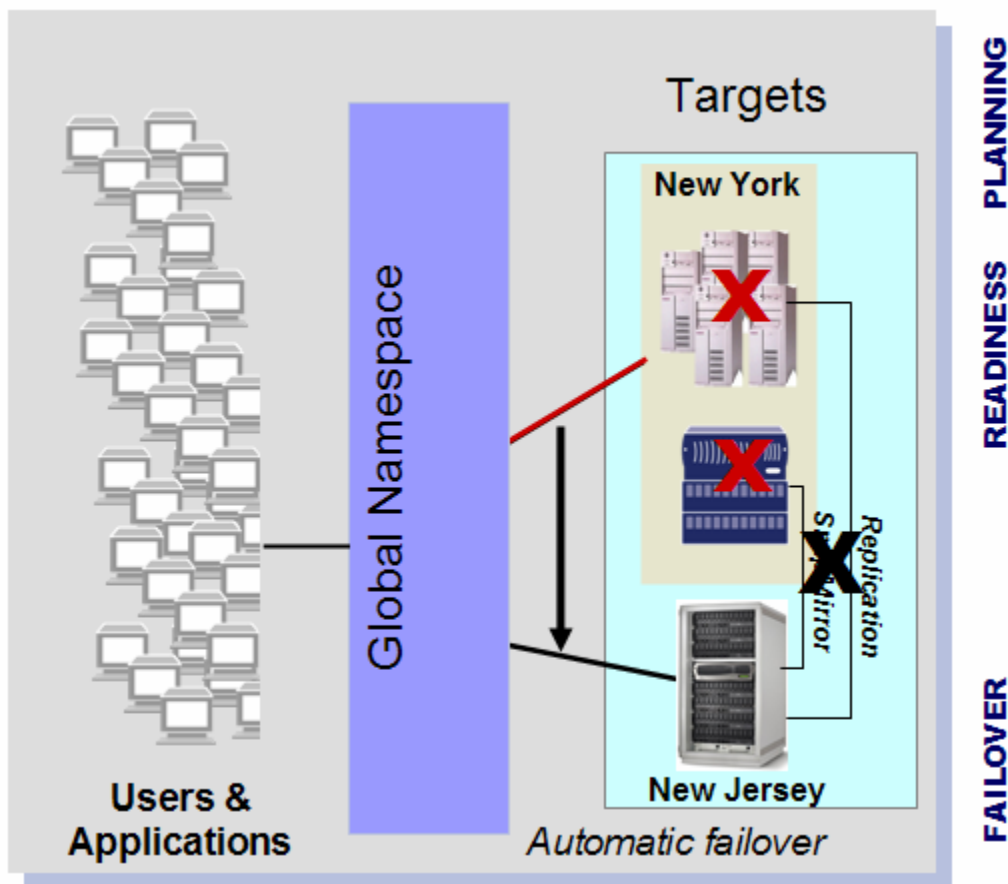 Targets
New York
Global Namespace
Replication
Mirror
New Jersey
Users &
Applications
Automatic failover
PLANNING
READINESS
FAILOVER